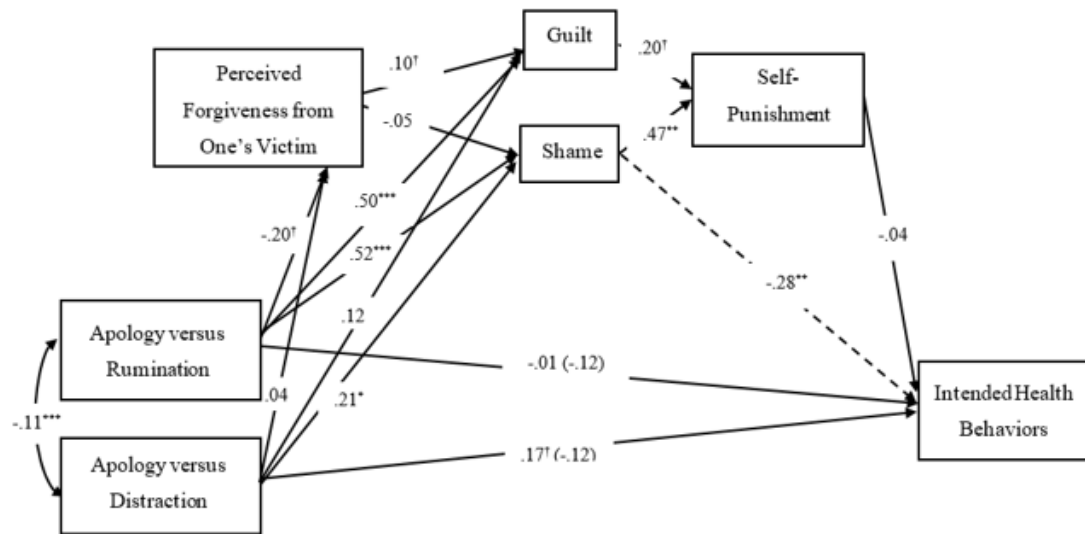 Guilt
.20†
Perceived
Forgiveness from
One’s Victim
.10†
Self-
Punishment
-.05
Shame
.47**
.50***
-.20†
.52***
-.04
-.28**
Apology versus
Rumination
.12
-.01 (-.12)
.04
.21*
Intended Health
Behaviors
-.11***
Apology versus
Distraction
.17† (-.12)